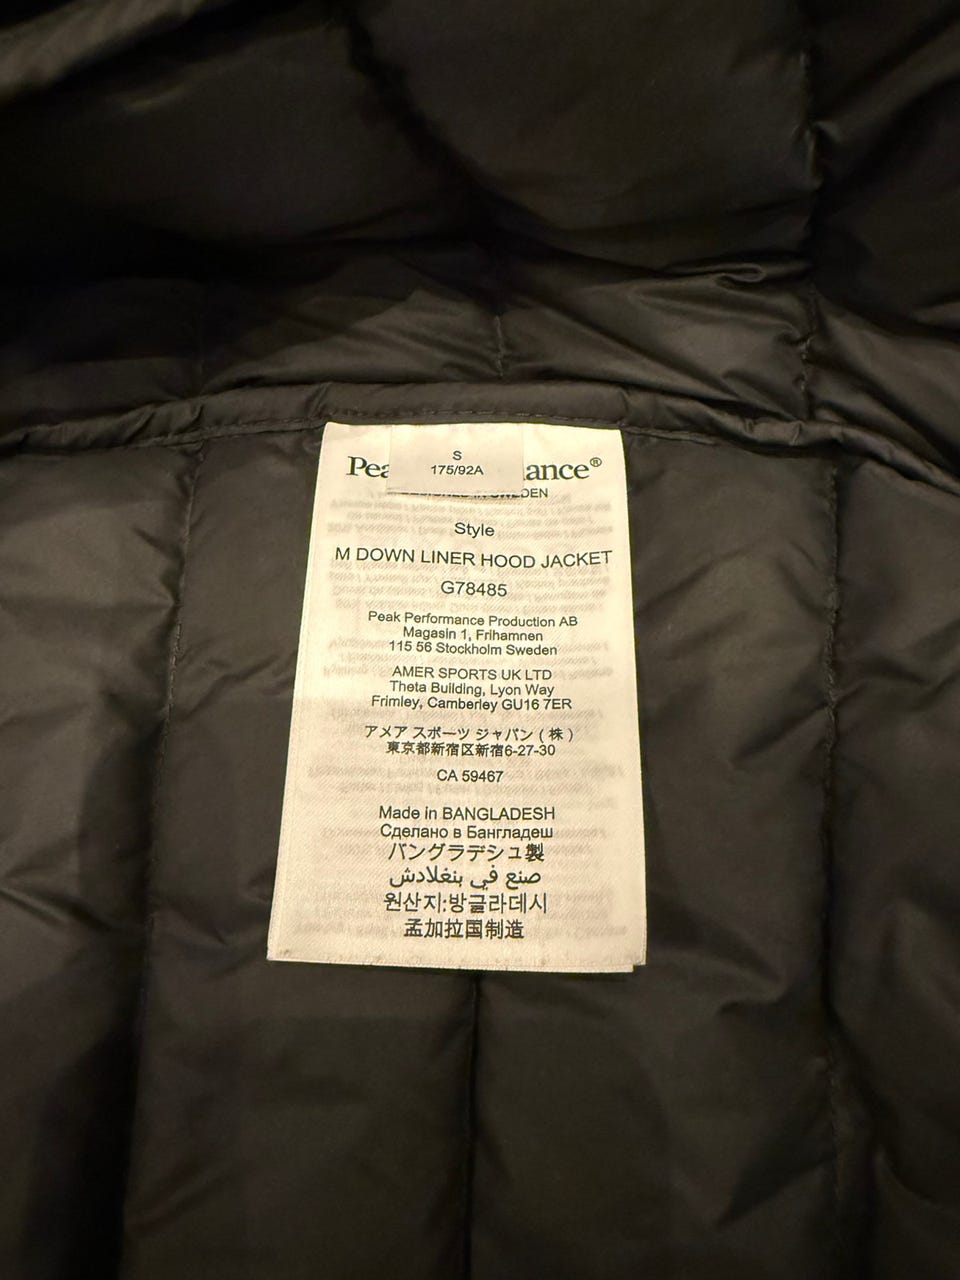 S
175/92A
Pea ance®
DEN
Style
M DOWN LINER HOOD JACKET
G78485
Peak Performance Production AB
Magasin 1, Frihamnen
115 56 Stockholm Sweden
AMER SPORTS UK LTD
Theta Building, Lyon Way
Frimley, Camberley GU16 7ER
アメア スポーツ ジャパン (株)
東京都新宿区新宿6-27-30
CA 59467
Made in BANGLADESH
Сделано в Бангладеш
バングラデシュ製
صنع في بنغلادش
원산지:방글라데시
孟加拉国制造